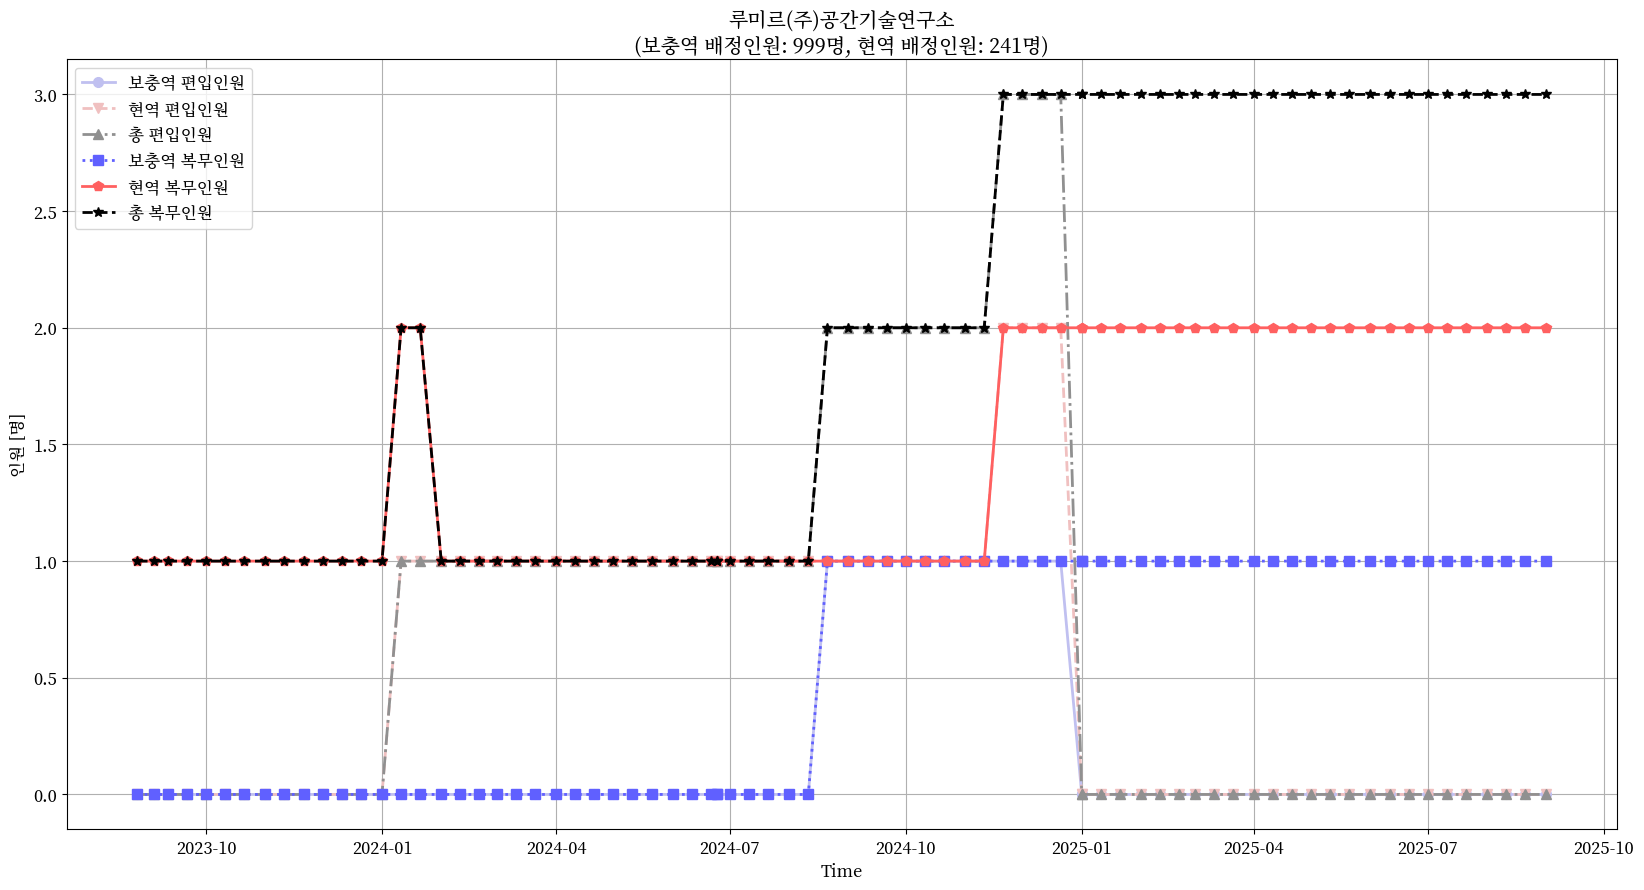 루미르(주)공간기술연구소
(보충역 배정인원: 999명, 현역 배정인원: 241명)
보충역 편입인원
현역 편입인원
총 편입인원
보충역 복무인원
현역 복무인원
총 복무인원
인원 [명]
3.0
2.5
2.0
1.5
1.0
0.5
0.0
2023-10
2024-01
2024-04
2024-07
2024-10
2025-01
2025-04
2025-07
2025-10
Time